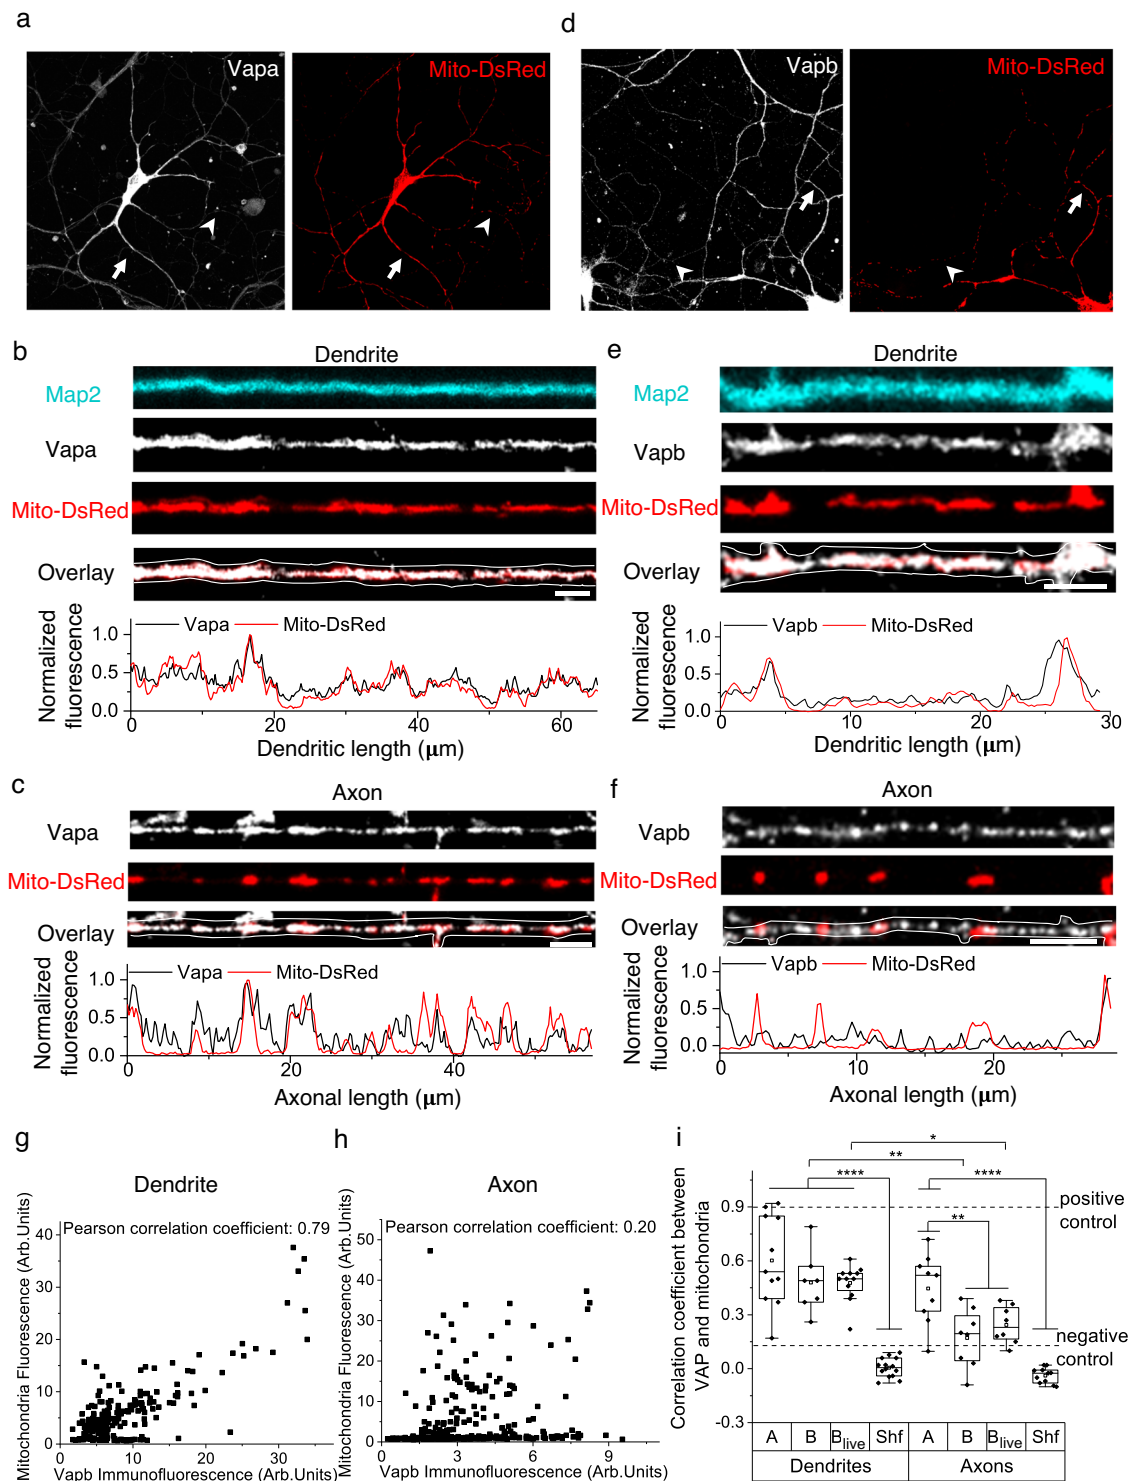 a
Vapa
Mito-DsRed
d
Vapb
Mito-DsRed
b
Dendrite
Map2
Vapa
Mito-DsRed
Overlay
Normalized fluorescence
Vapa
Mito-DsRed
1.0
0.5
0.0
0
20
40
60
Dendritic length (μm)
e
Dendrite
Map2
Vapb
Mito-DsRed
Overlay
Normalized fluorescence
Vapb
Mito-DsRed
1.0
0.5
0.0
0
10
20
30
Dendritic length (μm)
c
Axon
Vapa
Mito-DsRed
Overlay
Normalized fluorescence
Vapa
Mito-DsRed
1.0
0.5
0.0
0
20
40
Axonal length (μm)
f
Axon
Vapb
Mito-DsRed
Overlay
Normalized fluorescence
Vapb
Mito-DsRed
1.0
0.5
0.0
0
10
20
Axonal length (μm)
g
Dendrite
Pearson correlation coefficient: 0.79
Mitochondria Fluorescence (Arb.Units)
40
30
20
10
0
0
10
20
30
Vapb Immunofluorescence (Arb.Units)
h
Axon
Pearson correlation coefficient: 0.20
Mitochondria Fluorescence (Arb.Units)
50
40
30
20
10
0
0
3
6
9
Vapb Immunofluorescence (Arb.Units)
i
*
**
****
****
**
positive control
negative control
Correlation coefficient between VAP and mitochondria
0.9
0.6
0.3
0.0
-0.3
A B Blive Shf A B Blive Shf
Dendrites Axons